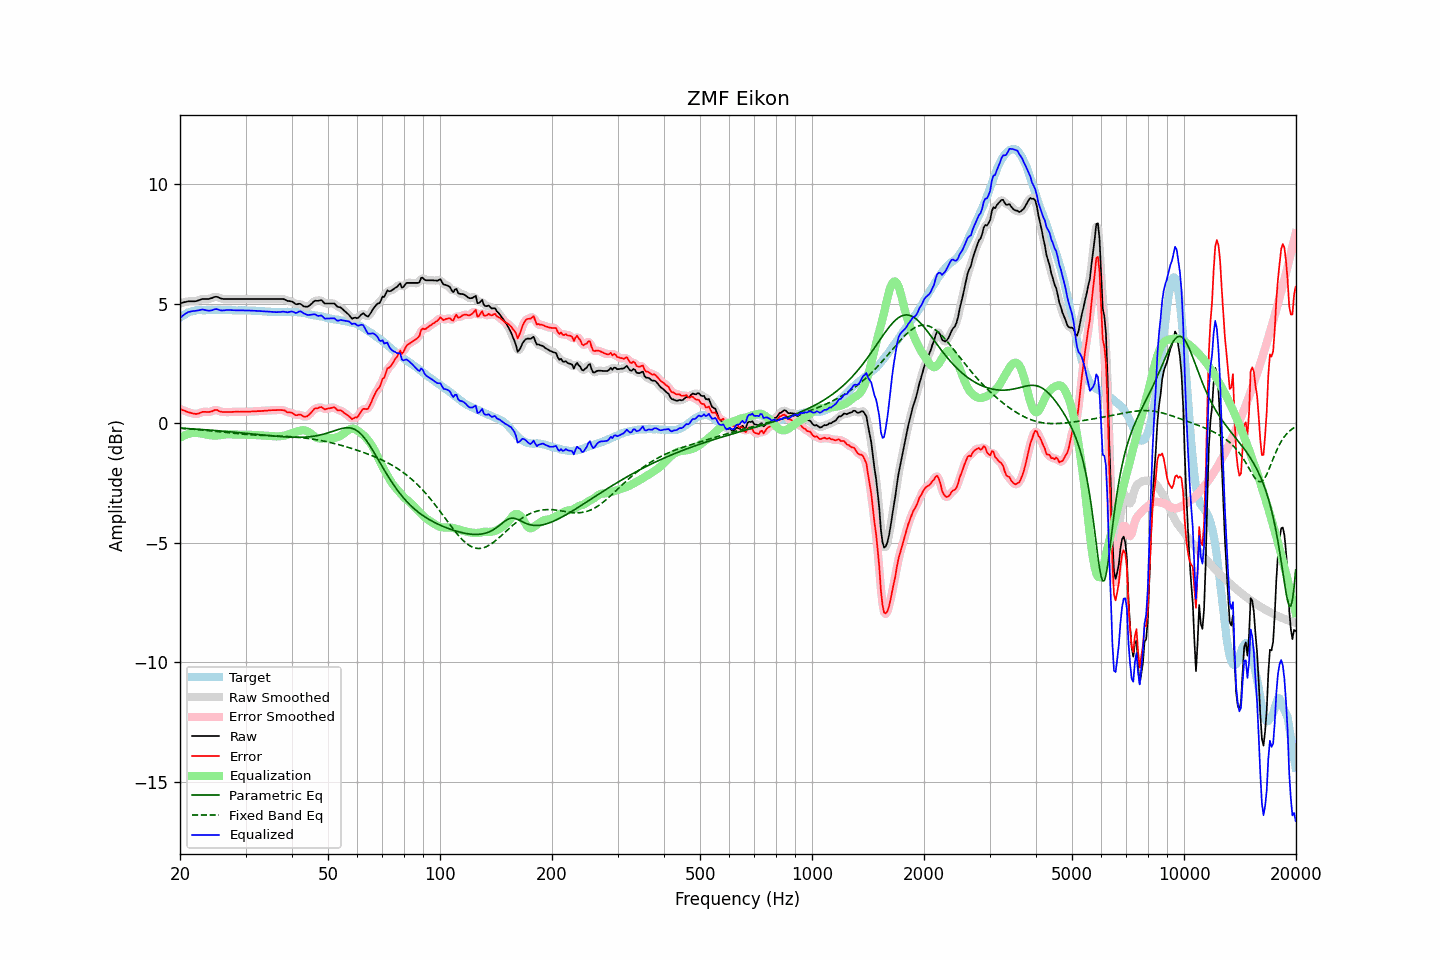 ZMF Eikon
Amplitude (dBr)
10
5
0
−5
−10
−15
Target
Raw Smoothed
Error Smoothed
Raw
Error
Equalization
Parametric Eq
Fixed Band Eq
Equalized
20 50 100 200 500 1000 2000 5000 10000 20000
Frequency (Hz)